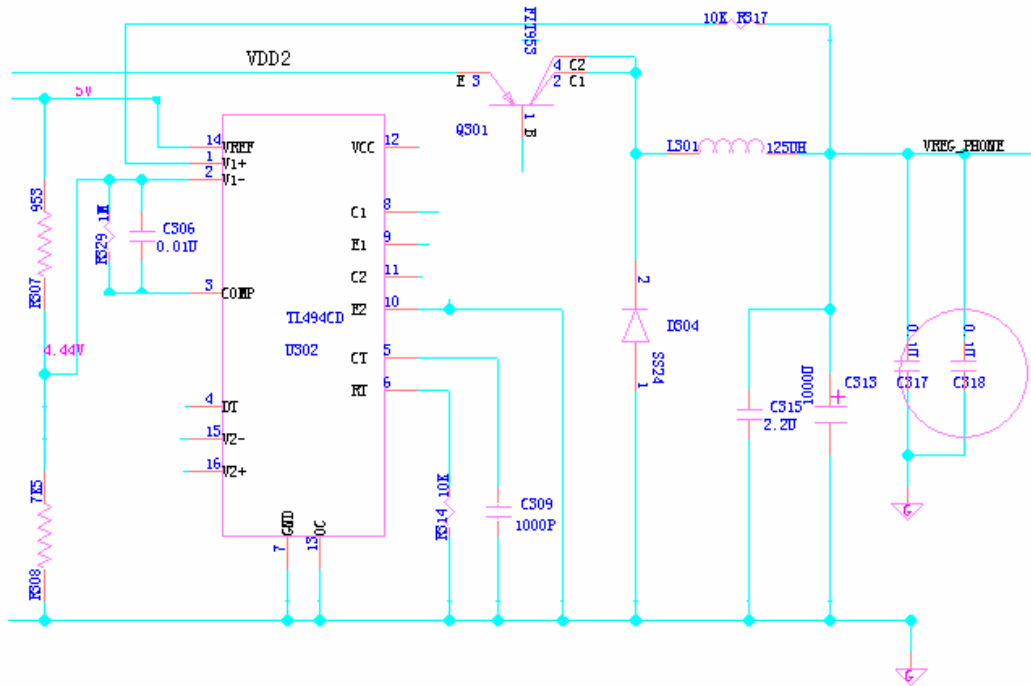 10K R317
FZT953
VDD2
E 3
4 C2
2 C1
1 B
Q301
5V
14 VREF
1 V1+
2 V1-
VCC 12
L301 125UH
VREG_PHONE
953
R307
R329 1M
C306
0.01U
C1 8
E1 9
C2 11
3 COMP
TL494CD
U302
E2 10
2
D304
SS24
1
4.44V
CT 5
RT 6
0.1U
0.1U
100U
C313
C317
C318
4 DT
C315
2.2U
15 V2-
16 V2+
7K5
R308
R314 10K
C309
1000P
GND
7
OC
13
G
G